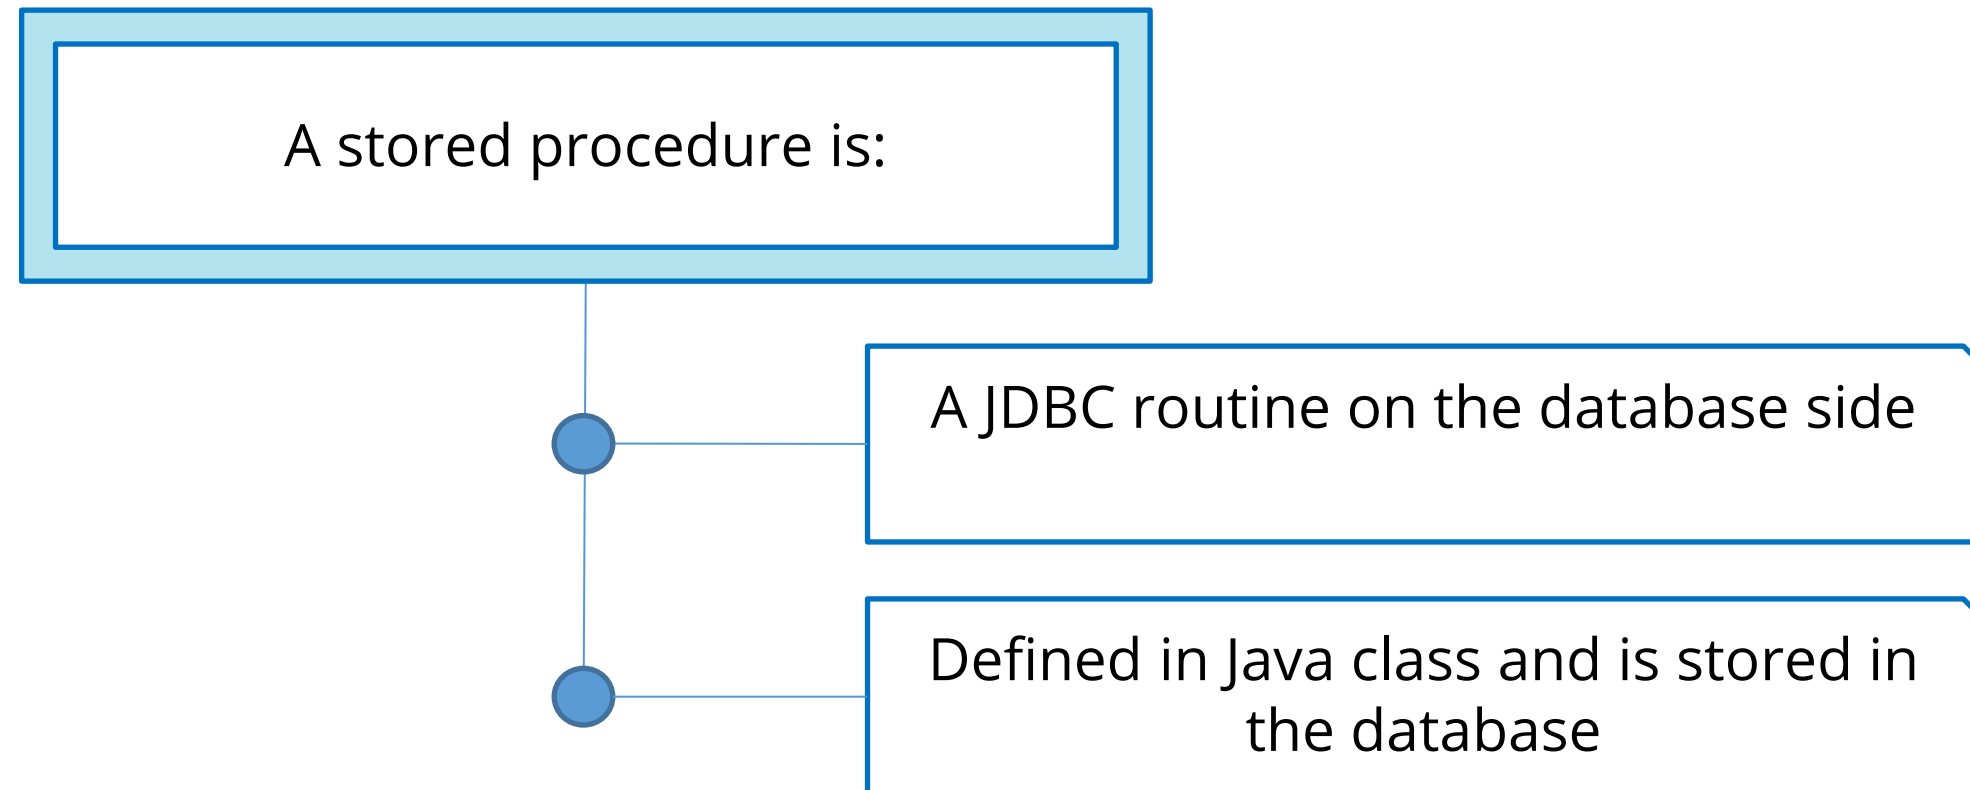 A stored procedure is:
A JDBC routine on the database side
Defined in Java class and is stored in
the database